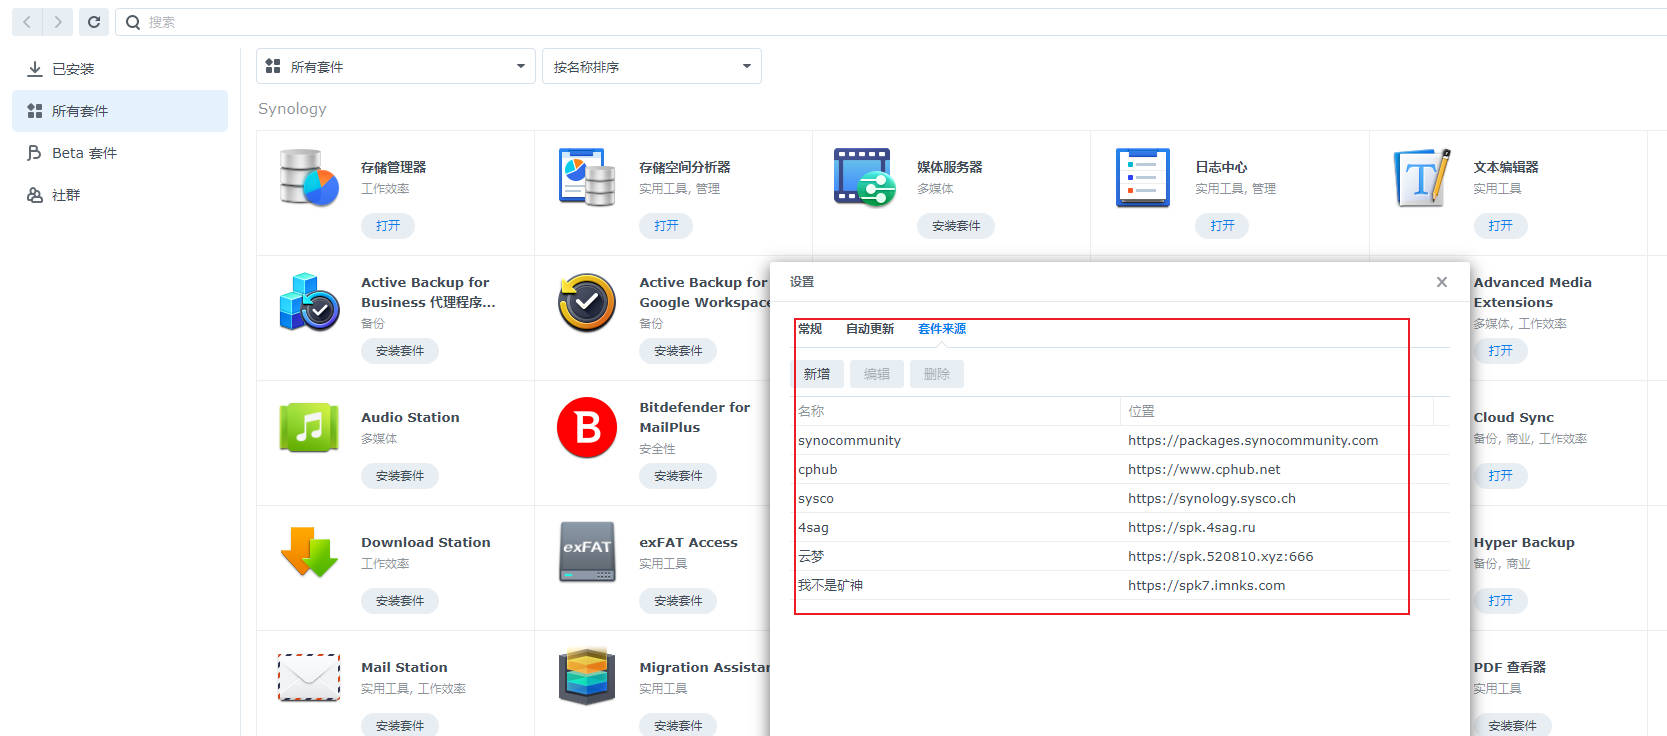 搜索
已安装
所有套件
Beta 套件
社群
所有套件
按名称排序
Synology
存储管理器
工作效率
打开
存储空间分析器
实用工具, 管理
打开
媒体服务器
多媒体
安装套件
日志中心
实用工具, 管理
打开
文本编辑器
实用工具
打开
Active Backup for
Business 代理程序...
备份
安装套件
Active Backup for
Google Workspace
备份
安装套件
Advanced Media
Extensions
多媒体, 工作效率
打开
Audio Station
多媒体
安装套件
B
Bitdefender for
MailPlus
安全性
安装套件
Cloud Sync
备份, 商业, 工作效率
打开
Download Station
工作效率
安装套件
exFAT
exFAT Access
实用工具
安装套件
Hyper Backup
备份, 商业
打开
Mail Station
实用工具, 工作效率
安装套件
Migration Assistan
实用工具
安装套件
PDF 查看器
实用工具
安装套件
设置
常规 自动更新 套件来源
新增 编辑 删除
名称 位置
synocommunity https://packages.synocommunity.com
cphub https://www.cphub.net
sysco https://synology.sysco.ch
4sag https://spk.4sag.ru
云梦 https://spk.520810.xyz:666
我不是矿神 https://spk7.imnks.com